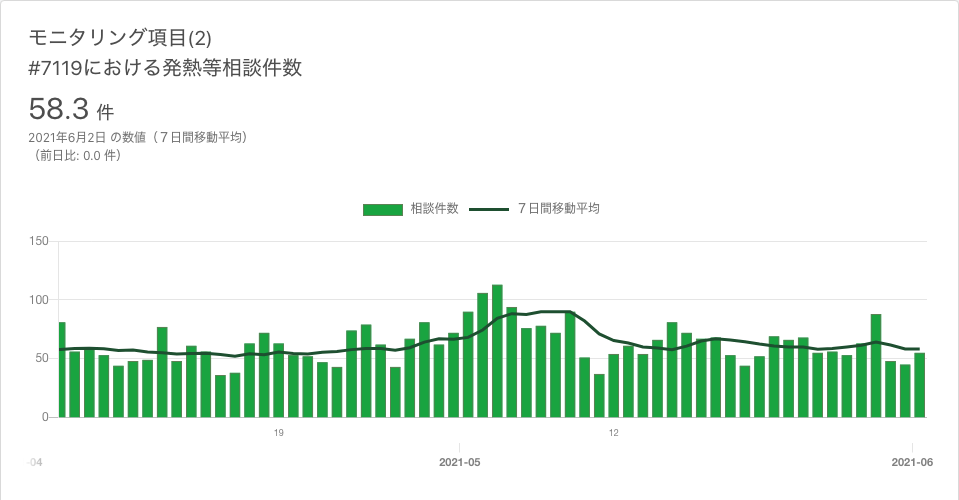 モニタリング項目(2)
#7119における発熱等相談件数
58.3 件
2021年6月2日 の数値（７日間移動平均）
（前日比: 0.0 件）
相談件数 ７日間移動平均
150
100
50
0
19 12
-04 2021-05 2021-06